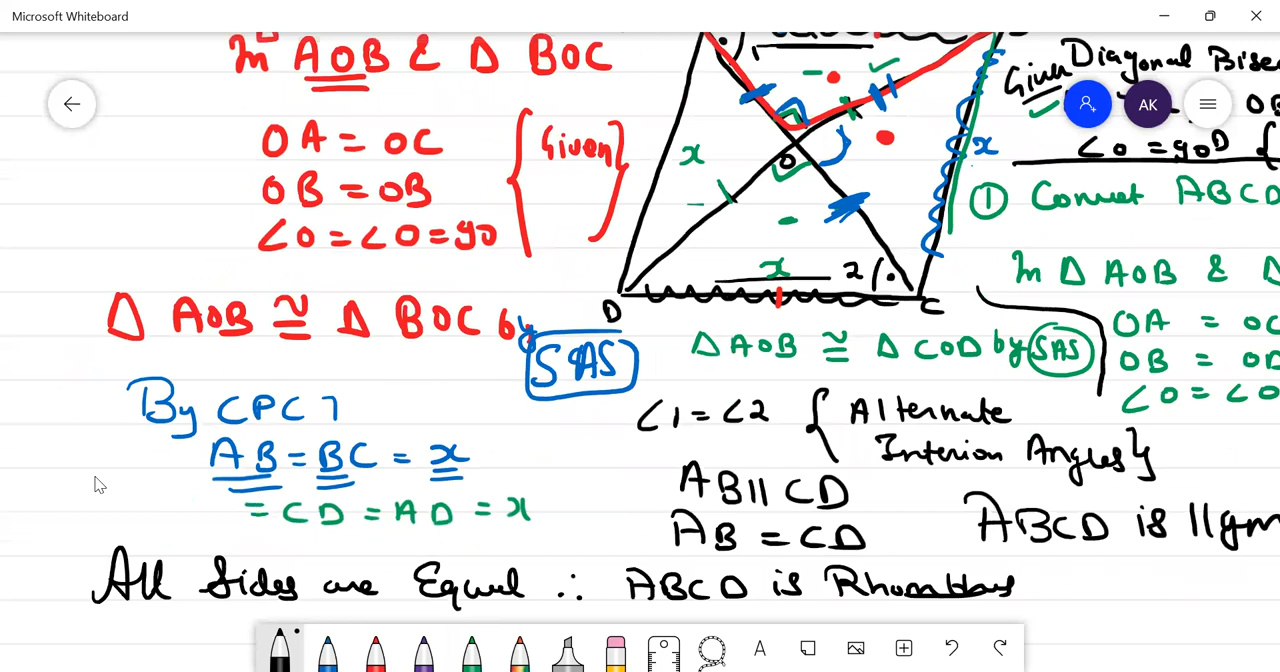 Microsoft Whiteboard
In AOB & Δ BOC
OA = OC
OB = OB
∠O = ∠O = 90
{Given}
Δ AOB ≅ Δ BOC by
SAS
By CPCT
AB = BC = x
= CD = AD = x
All Sides are Equal ∴ ABCD is Rhombus
x
O
x
2
D
C
x
Δ AOB ≅ Δ COD by SAS
∠1 = ∠2 { Alternate
Interior Angles}
AB || CD
AB = CD
ABCD is ||gm
Given Diagonal Bise
AK
OB
∠O = 90° {
① Convert ABCD
In Δ AOB & Δ
OA = OC
OB = OD
∠O = ∠O
A